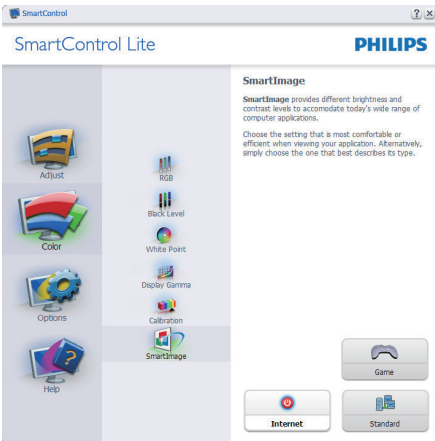 SmartControl
SmartControl Lite
PHILIPS
Adjust
Color
Options
Help
RGB
Black Level
White Point
Display Gamma
Calibration
SmartImage
SmartImage
SmartImage provides different brightness and
contrast levels to accomodate today's wide range of
computer applications.
Choose the setting that is most comfortable or
efficient when viewing your application. Alternatively,
simply choose the one that best describes its type.
Game
Internet
Standard